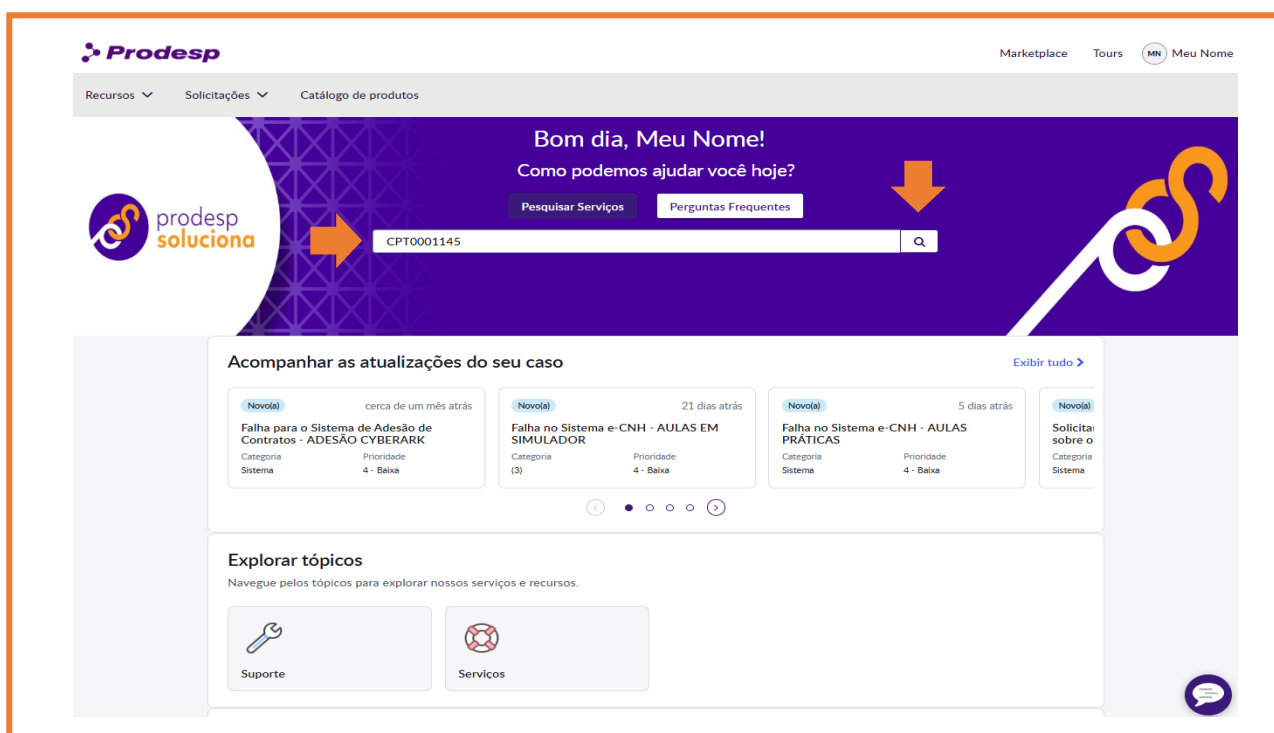 Prodesp
Marketplace Tours MN Meu Nome
Recursos Solicitações Catálogo de produtos
Bom dia, Meu Nome!
Como podemos ajudar você hoje?
Pesquisar Serviços Perguntas Frequentes
prodesp
soluciona
CPT0001145
Acompanhar as atualizações do seu caso
Exibir tudo
Novo(a) cerca de um mês atrás
Falha para o Sistema de Adesão de
Contratos - ADESÃO CYBERARK
Categoria Prioridade
Sistema 4 - Baixa
Novo(a) 21 dias atrás
Falha no Sistema e-CNH - AULAS EM
SIMULADOR
Categoria Prioridade
(3) 4 - Baixa
Novo(a) 5 dias atrás
Falha no Sistema e-CNH - AULAS
PRÁTICAS
Categoria Prioridade
Sistema 4 - Baixa
Novo(a)
Solicita
sobre o
Categoria
Sistema
Explorar tópicos
Navegue pelos tópicos para explorar nossos serviços e recursos.
Suporte
Serviços